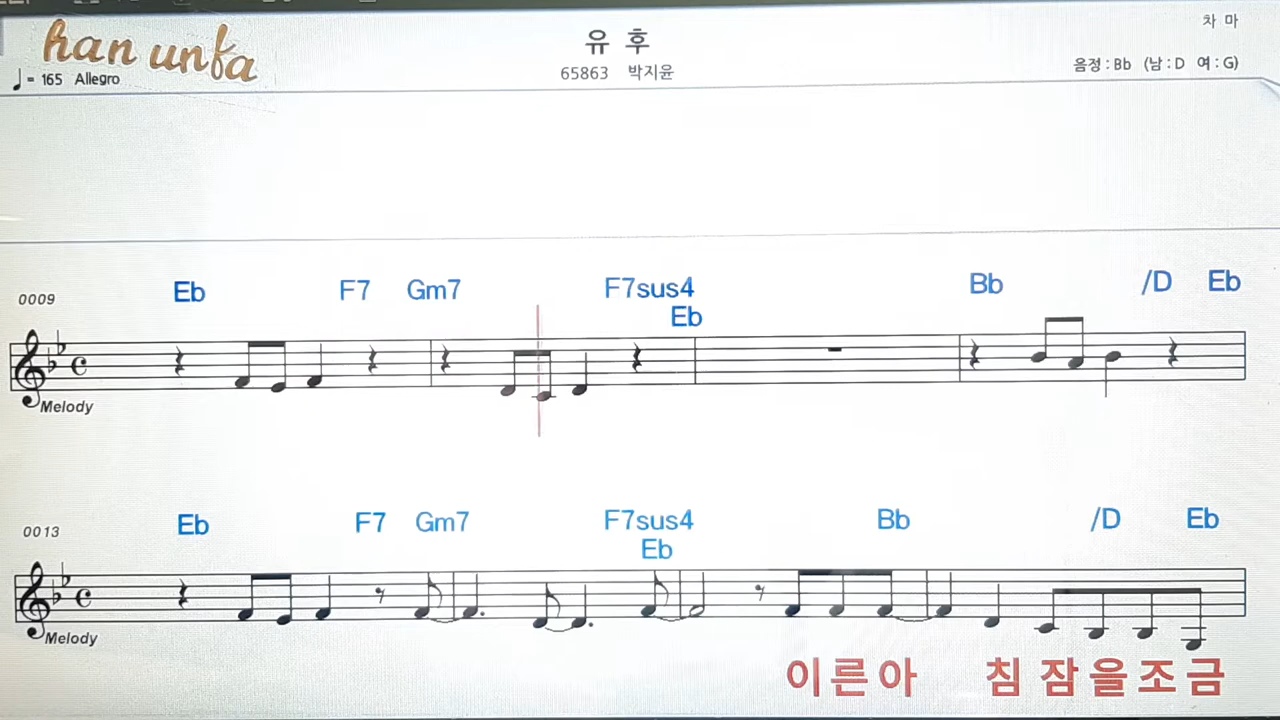 han unfa
유 후
차 마
♩= 165 Allegro
65863 박지윤
음정 : Bb (남 : D 여 : G)
0009
Eb F7 Gm7 F7sus4 Bb /D Eb
Eb
Melody
0013
Eb F7 Gm7 F7sus4 Bb /D Eb
Eb
Melody
이른아 침 잠을조금